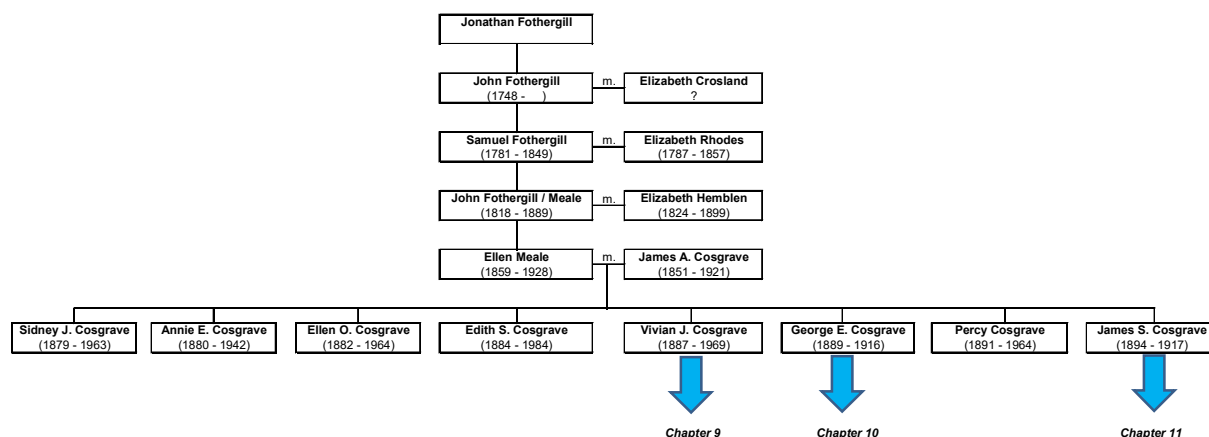 Jonathan Fothergill
John Fothergill
(1748 -     )
m.
Elizabeth Crosland
?
Samuel Fothergill
(1781 - 1849)
m.
Elizabeth Rhodes
(1787 - 1857)
John Fothergill / Meale
(1818 - 1889)
m.
Elizabeth Hemblen
(1824 - 1899)
Ellen Meale
(1859 - 1928)
m.
James A. Cosgrave
(1851 - 1921)
Sidney J. Cosgrave
(1879 - 1963)
Annie E. Cosgrave
(1880 - 1942)
Ellen O. Cosgrave
(1882 - 1964)
Edith S. Cosgrave
(1884 - 1984)
Vivian J. Cosgrave
(1887 - 1969)
George E. Cosgrave
(1889 - 1916)
Percy Cosgrave
(1891 - 1964)
James S. Cosgrave
(1894 - 1917)
Chapter 9
Chapter 10
Chapter 11